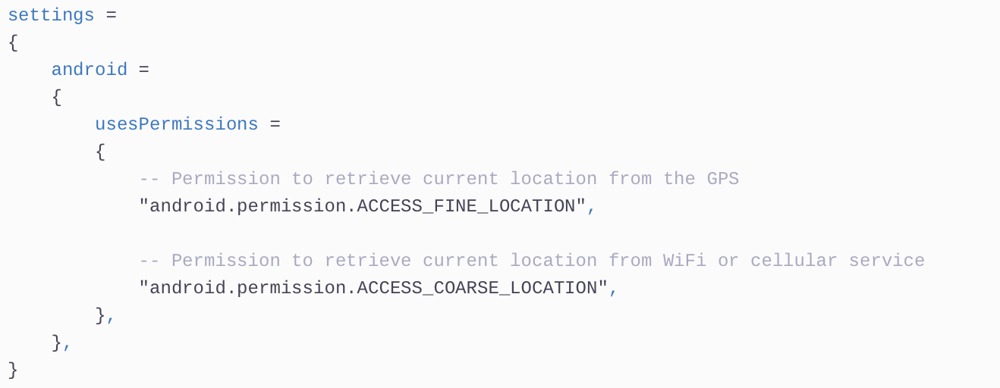 settings =
{
    android =
    {
        usesPermissions =
        {
            -- Permission to retrieve current location from the GPS
            "android.permission.ACCESS_FINE_LOCATION",

            -- Permission to retrieve current location from WiFi or cellular service
            "android.permission.ACCESS_COARSE_LOCATION",
        },
    },
}